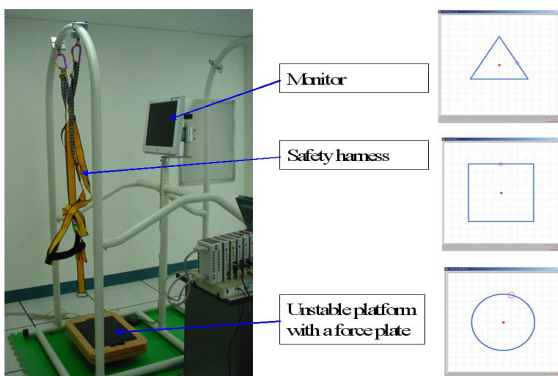 Monitor
Safety harness
Unstable platform
with a force plate